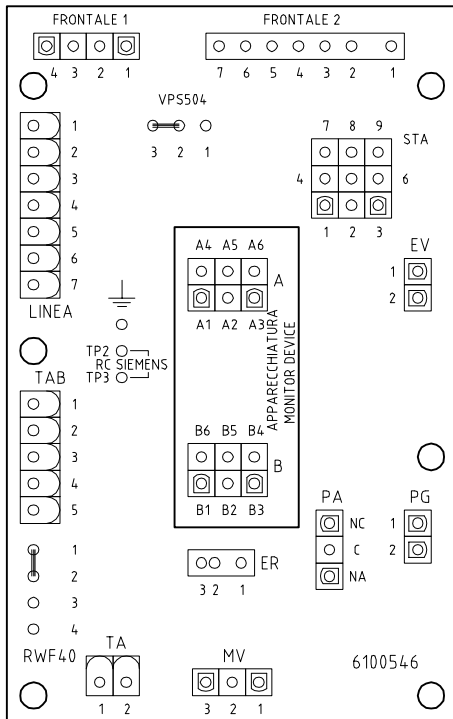 FRONTALE 1
FRONTALE 2
4 3 2 1
7 6 5 4 3 2 1
VPS504
3 2 1
1
2
3
4
5
6
7
LINEA
7 8 9
STA
4 6
1 2 3
EV
1
2
A4 A5 A6
A
A1 A2 A3
APPARECCHIATURA
MONITOR DEVICE
TP2
RC SIEMENS
TP3
TAB
1
2
3
4
5
B6 B5 B4
B
B1 B2 B3
PA
NC
C
NA
PG
1
2
ER
3 2 1
1
2
3
4
RWF40
TA
1 2
MV
3 2 1
6100546